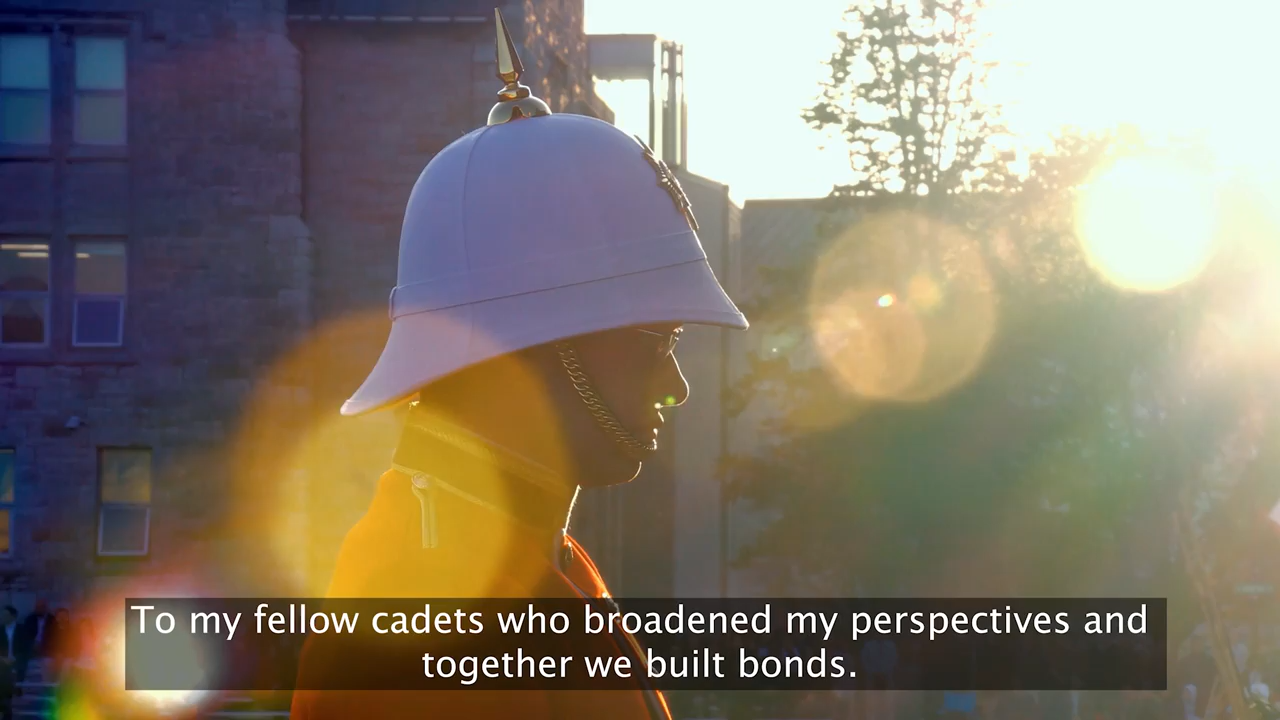 To my fellow cadets who broadened my perspectives and
together we built bonds.